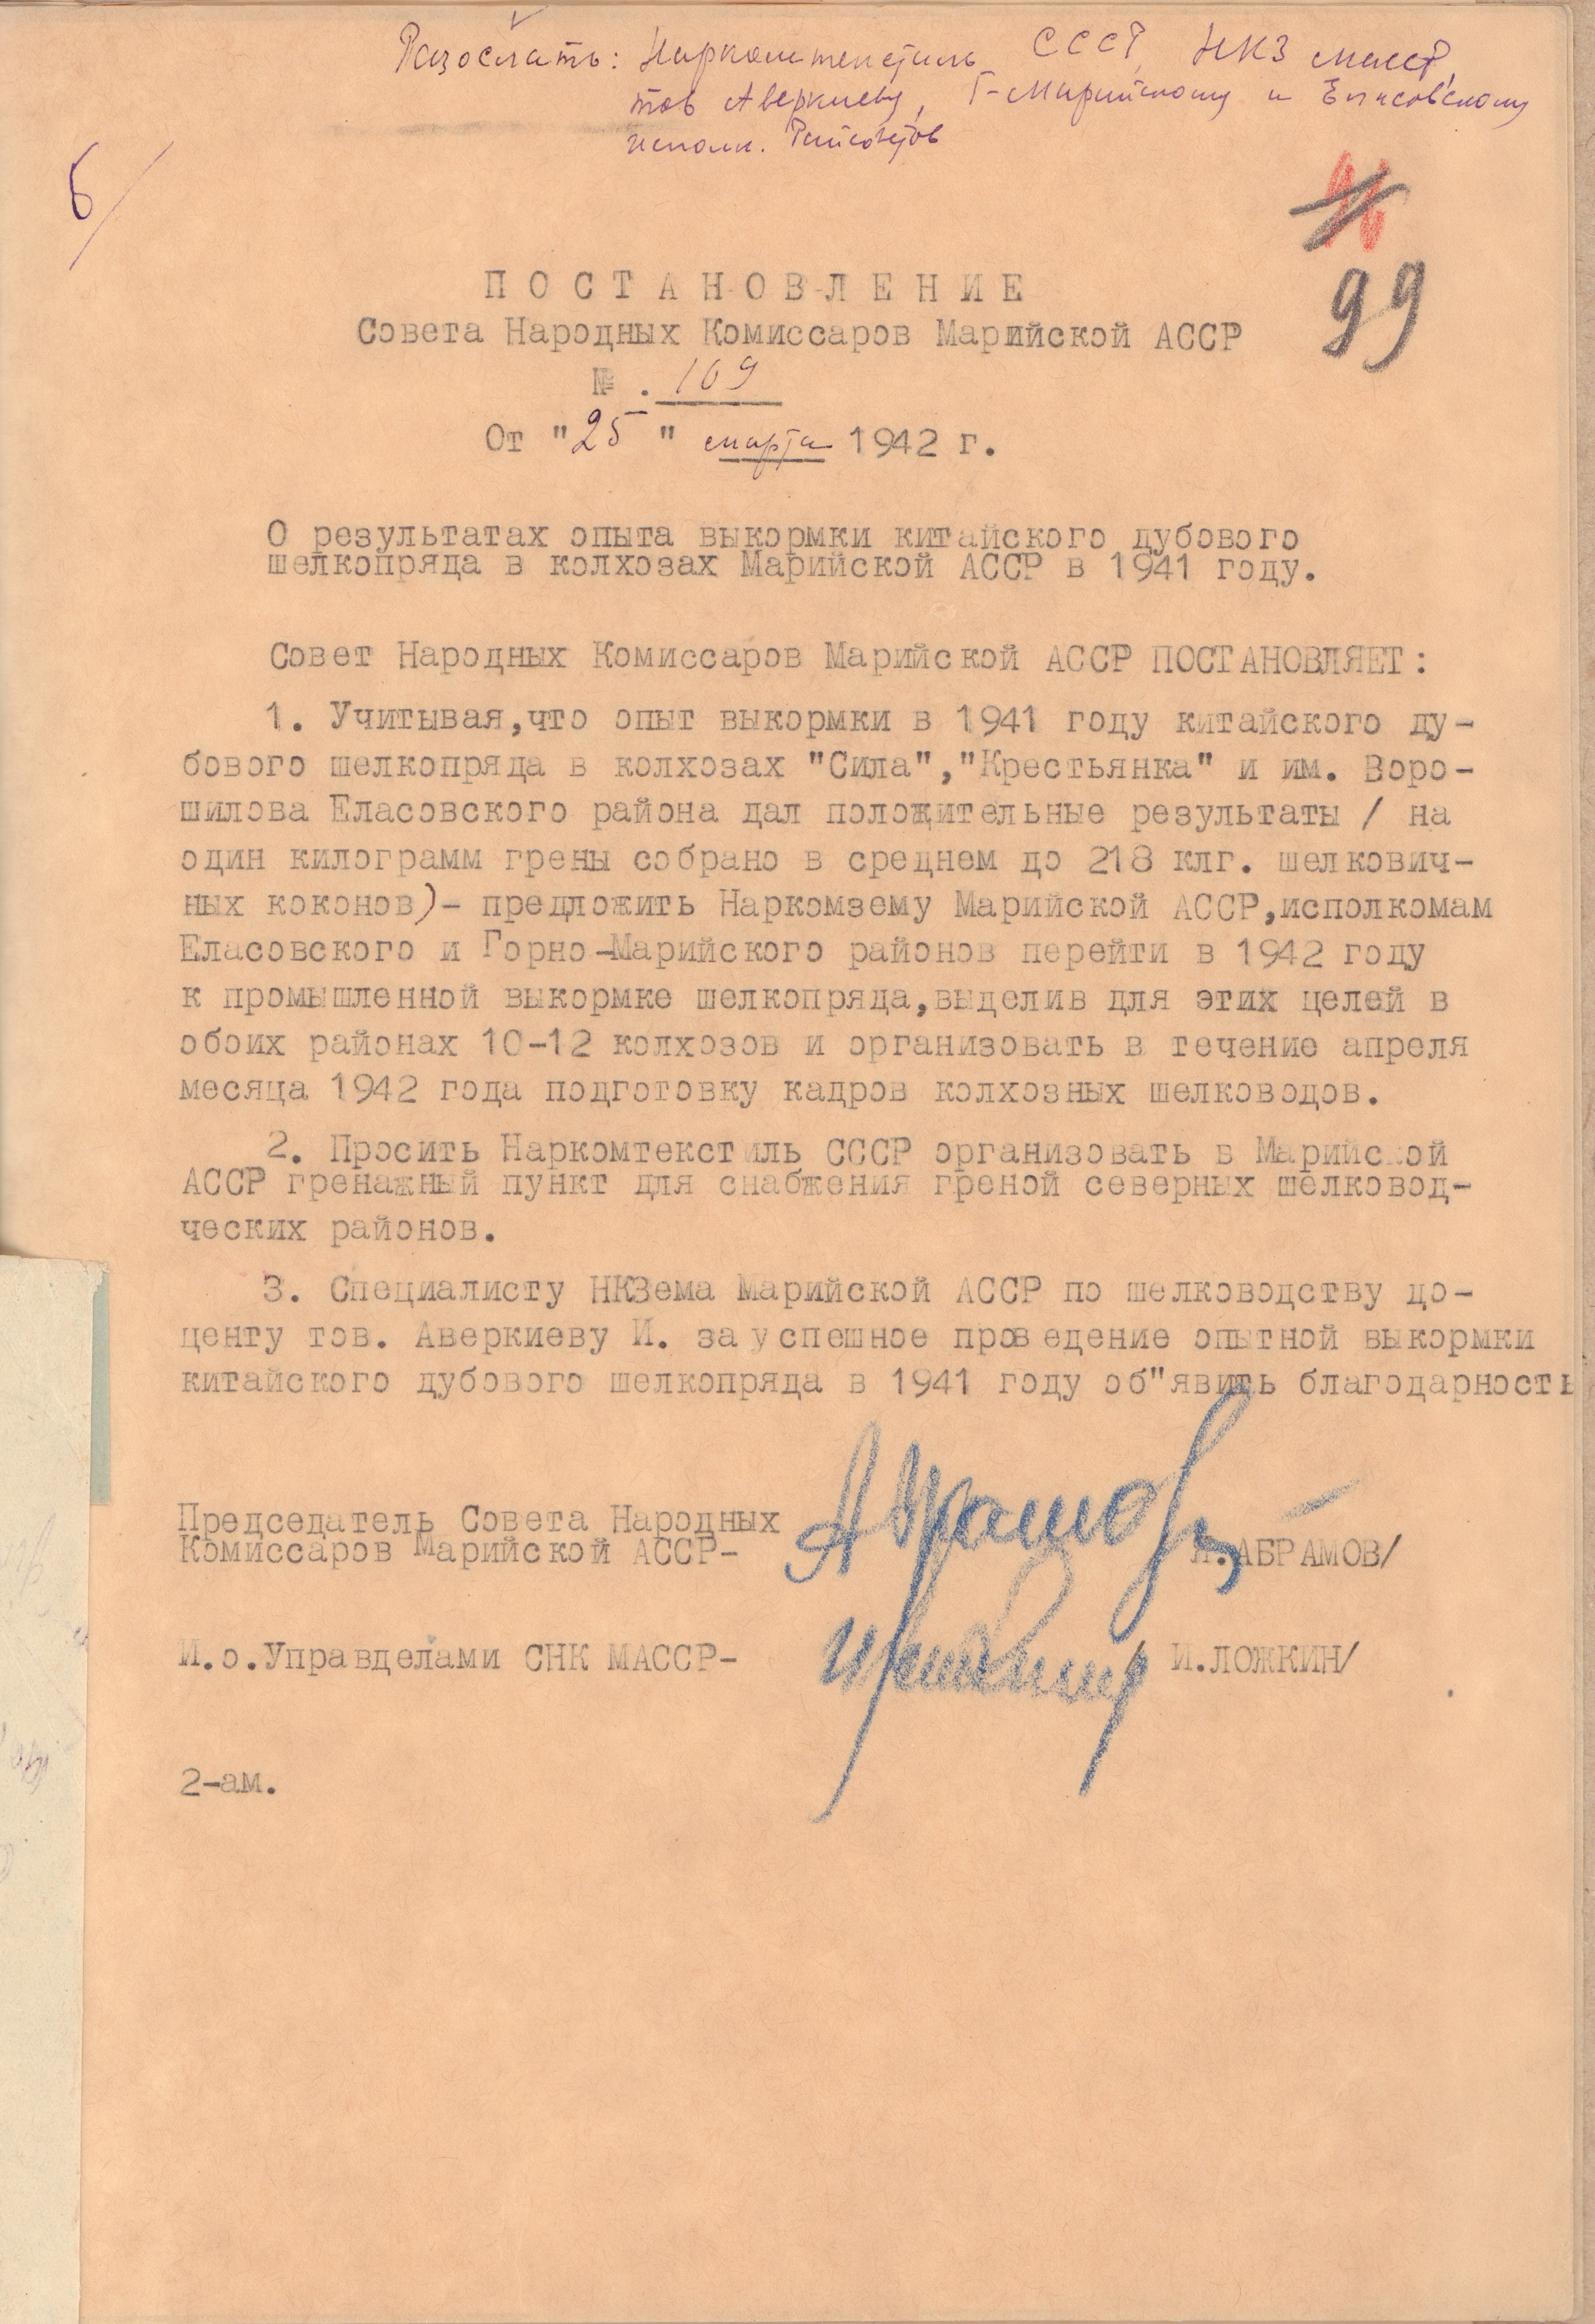 Разослать: Наркомтекстиль СССР, НКЗ МАССР,
тов Аверкиеву, Г-Марийскому и Еласовскому
исполк. Райсоветов
б/
99
ПОСТАНОВЛЕНИЕ
Совета Народных Комиссаров Марийской АССР
№ . 169
От "25" марта 1942 г.
О результатах опыта выкормки китайского дубового
шелкопряда в колхозах Марийской АССР в 1941 году.
Совет Народных Комиссаров Марийской АССР ПОСТАНОВЛЯЕТ:
1. Учитывая,что опыт выкормки в 1941 году китайского ду-
бового шелкопряда в колхозах "Сила","Крестьянка" и им. Воро-
шилова Еласовского района дал положительные результаты / на
один килограмм грены собрано в среднем до 218 клг. шелкович-
ных коконов)- предложить Наркомзему Марийской АССР,исполкомам
Еласовского и Горно-Марийского районов перейти в 1942 году
к промышленной выкормке шелкопряда,выделив для этих целей в
обоих районах 10-12 колхозов и организовать в течение апреля
месяца 1942 года подготовку кадров колхозных шелководов.
2. Просить Наркомтекстиль СССР организовать в Марийской
АССР гренажный пункт для снабжения греной северных шелковод-
ческих районов.
3. Специалисту НКЗема Марийской АССР по шелководству до-
центу тов. Аверкиеву И. за успешное проведение опытной выкормки
китайского дубового шелкопряда в 1941 году об"явить благодарность
Председатель Совета Народных
Комиссаров Марийской АССР- АБРАМОВ/
И.о.Управделами СНК МАССР- / И.ЛОЖКИН/
2-ам.